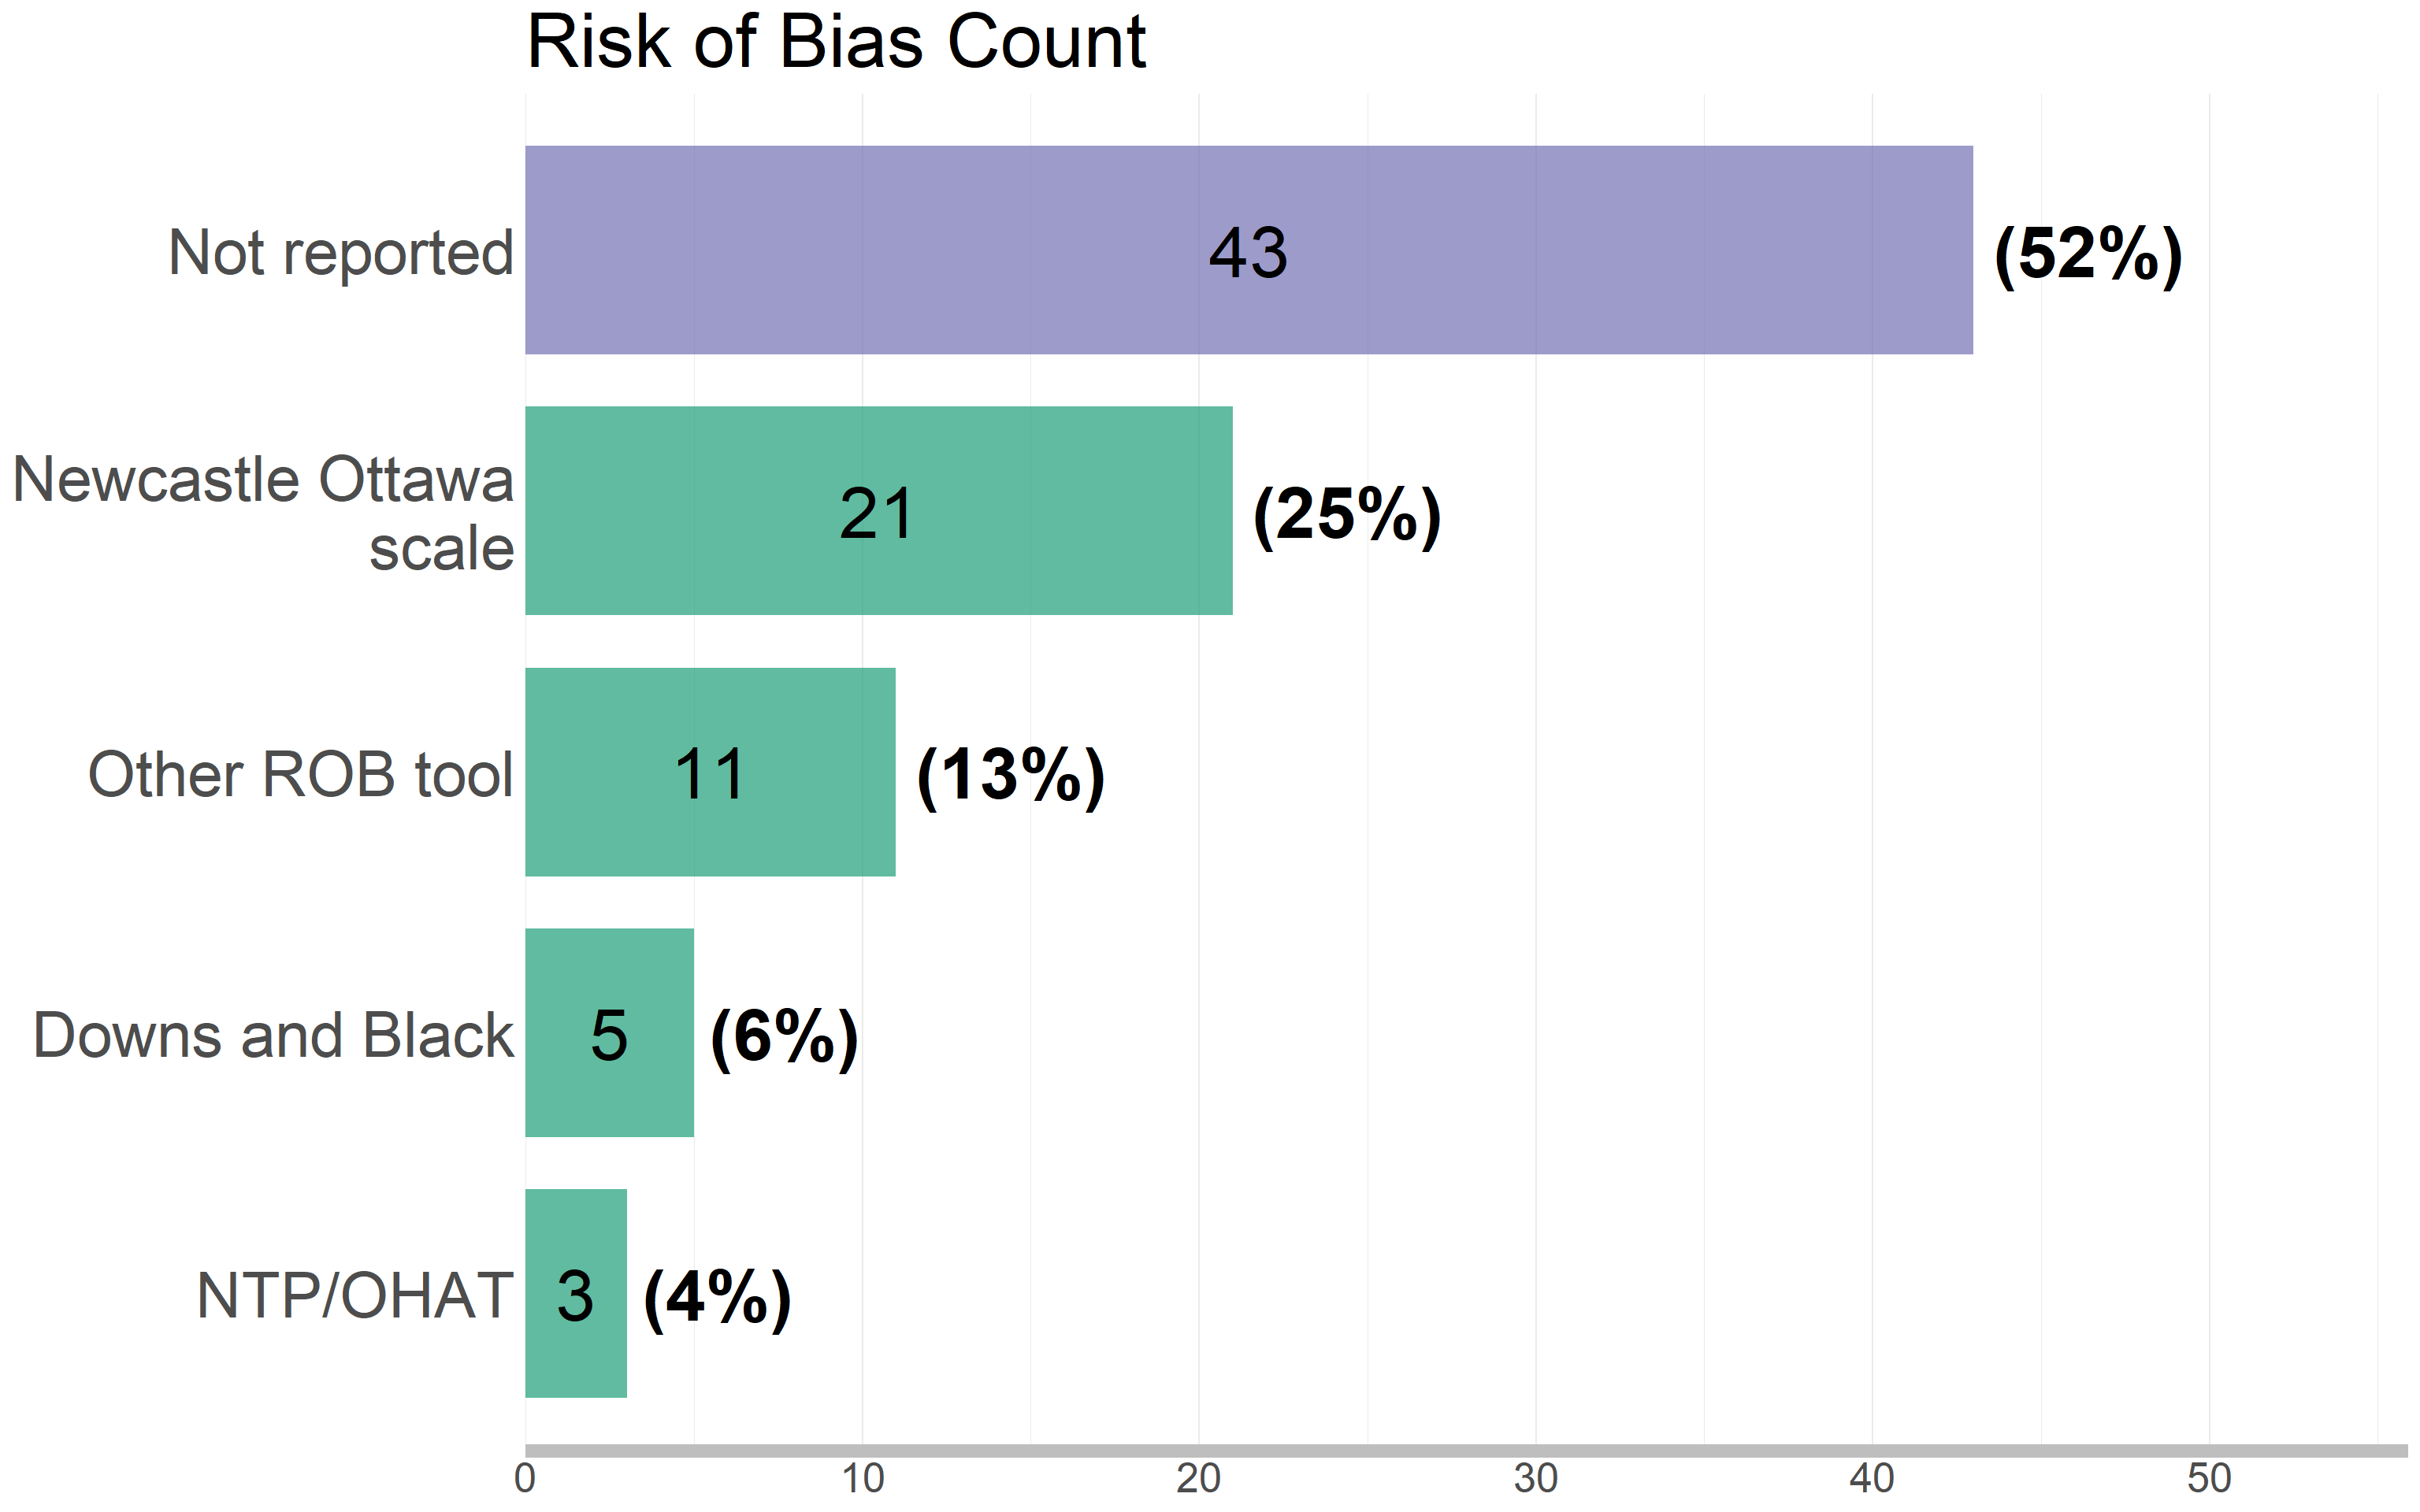 Risk of Bias Count
Not reported
43
(52%)
Newcastle Ottawa
scale
21
(25%)
Other ROB tool
11
(13%)
Downs and Black
5
(6%)
NTP/OHAT
3
(4%)
0
10
20
30
40
50